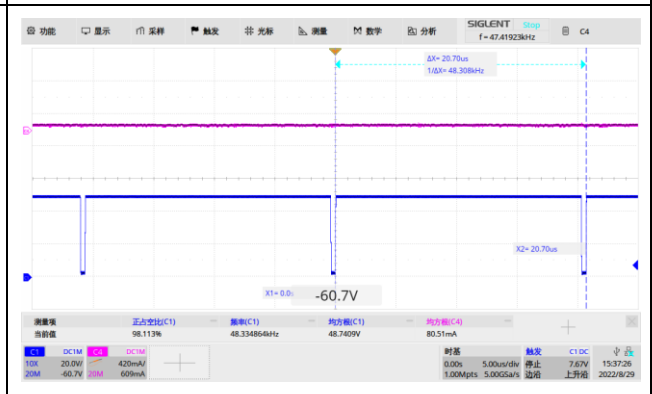 功能 显示 采样 触发 光标 测量 数学 分析 SIGLENT Stop C4
f = 47.41923kHz
ΔX= 20.70us
1/ΔX= 48.308kHz
X2= 20.70us
X1= 0.0 -60.7V
测量项 正占空比(C1) 频率(C1) 均方根(C1) 均方根(C4)
当前值 98.113% 48.334864kHz 48.7409V 80.51mA
C1 DC1M C4 DC1M 时基 触发 C1 DC
10X 20.0V/ 420mA/ 0.00s 5.00us/div 停止 7.67V 15:37:26
20M -60.7V 20M 609mA 1.00Mpts 5.00GSa/s 边沿 上升沿 2022/8/29